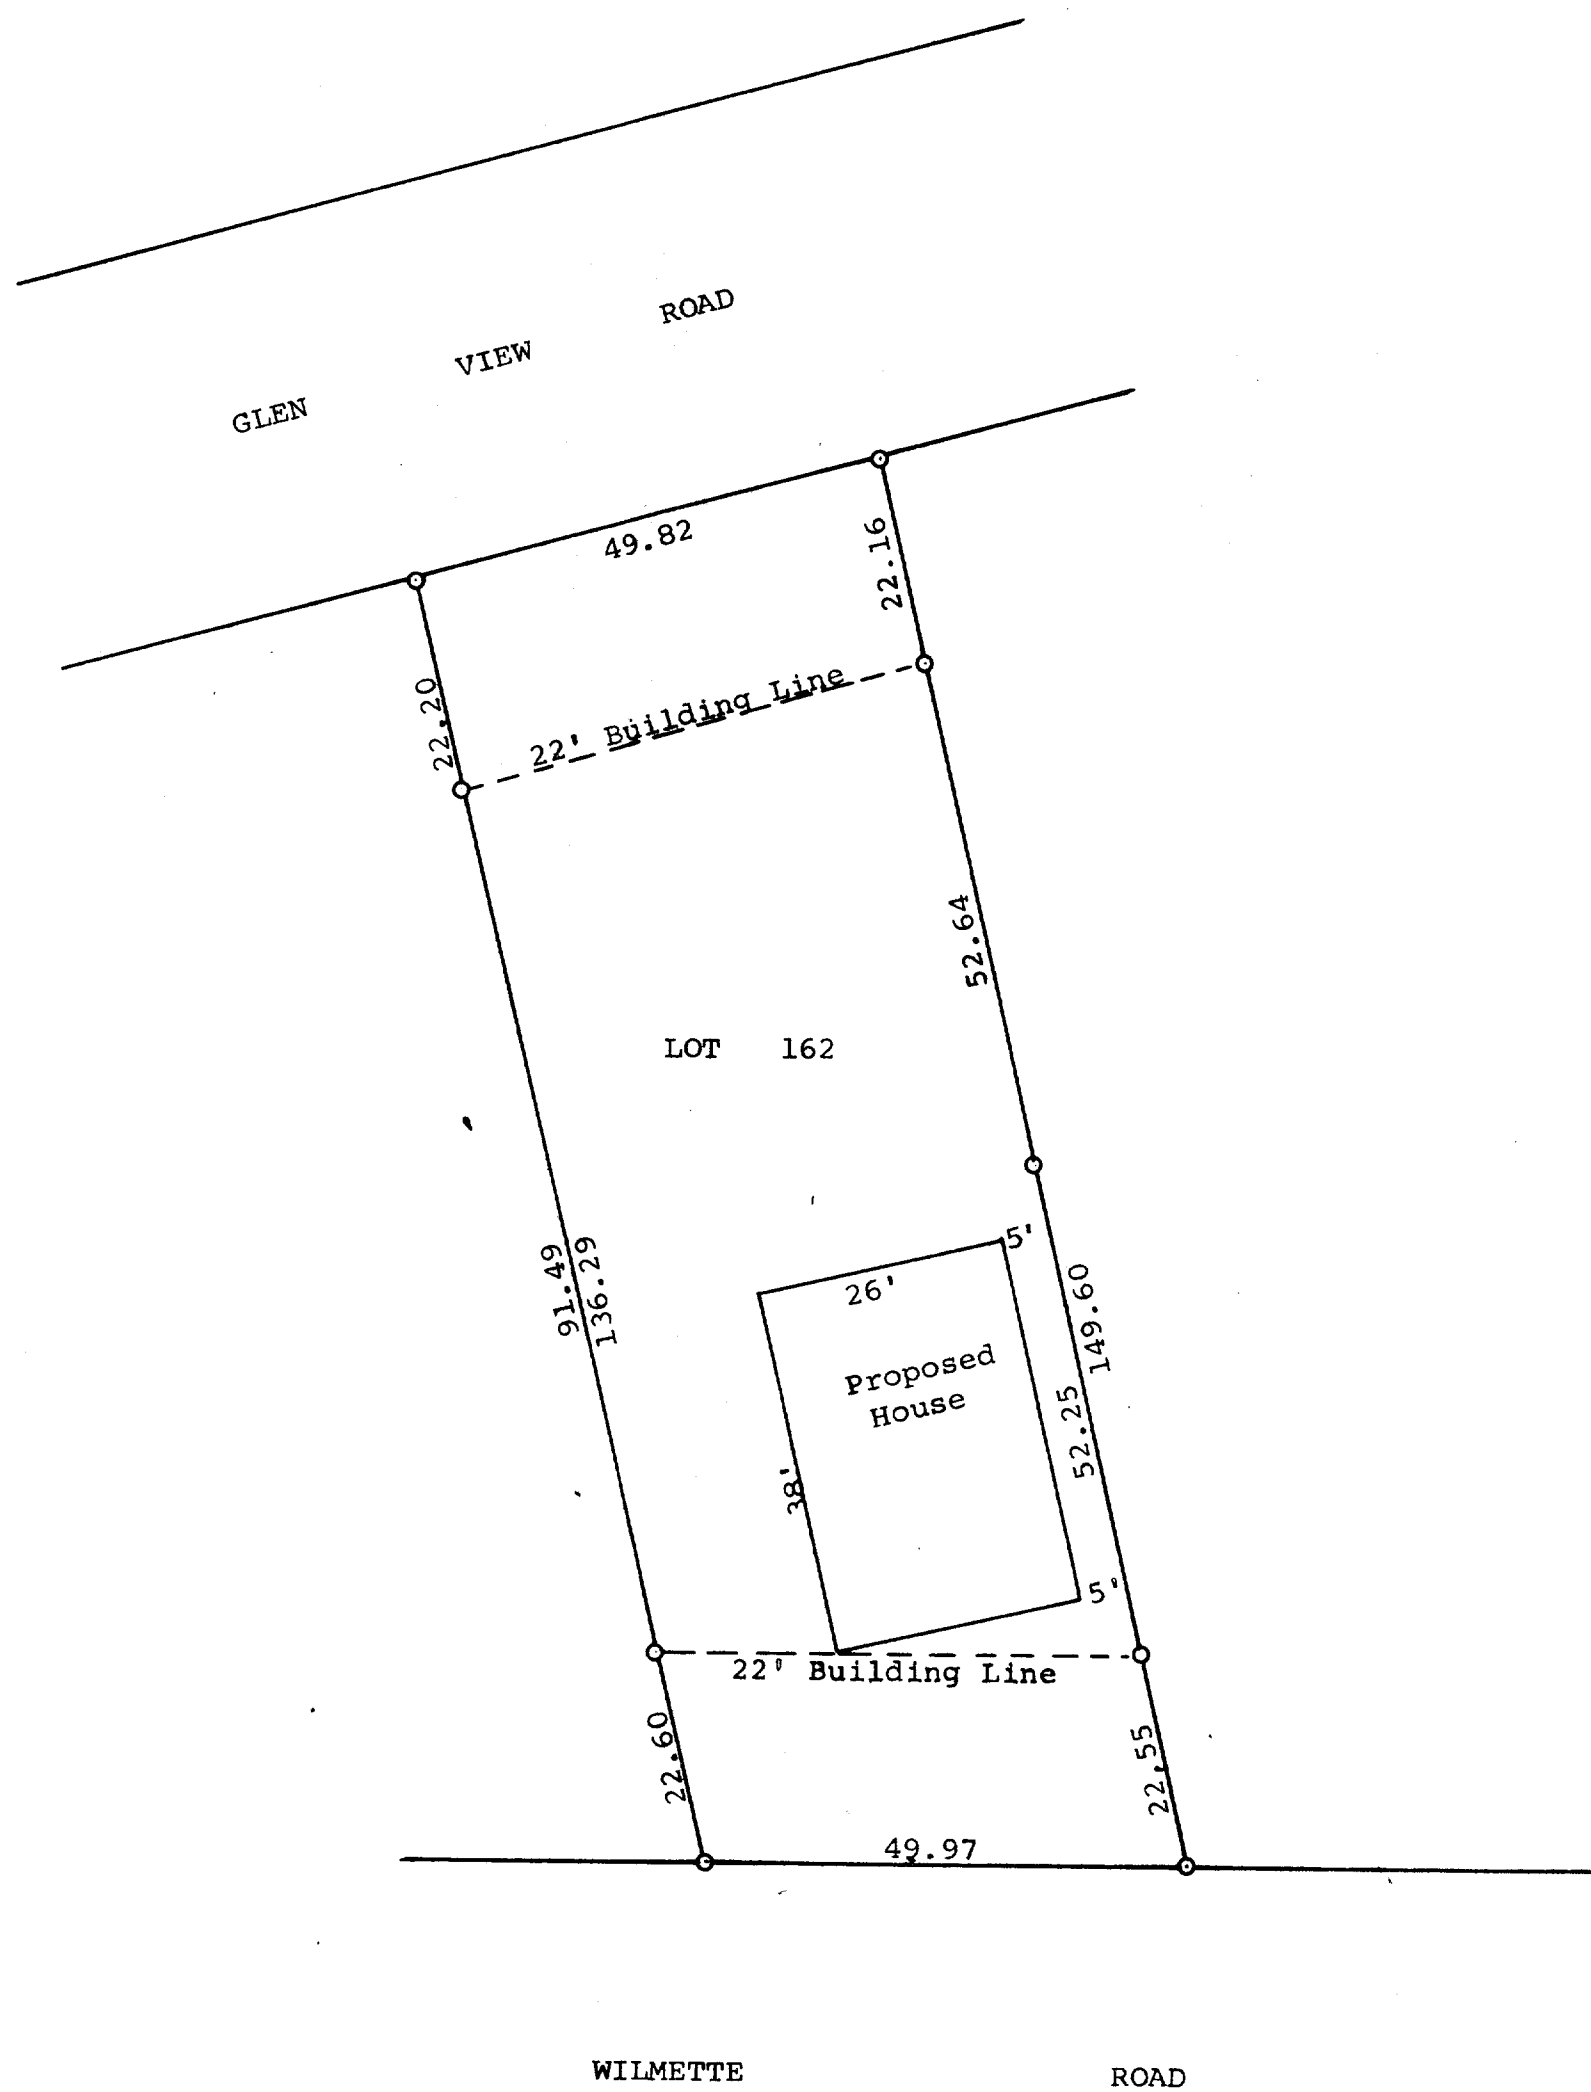 GLEN VIEW ROAD
49.82
22.16
22.20
22' Building Line
52.64
LOT 162
5'
26'
91.49
136.29
149.60
Proposed
House
52.25
38'
5'
22' Building Line
22.60
22.55
49.97
WILMETTE ROAD